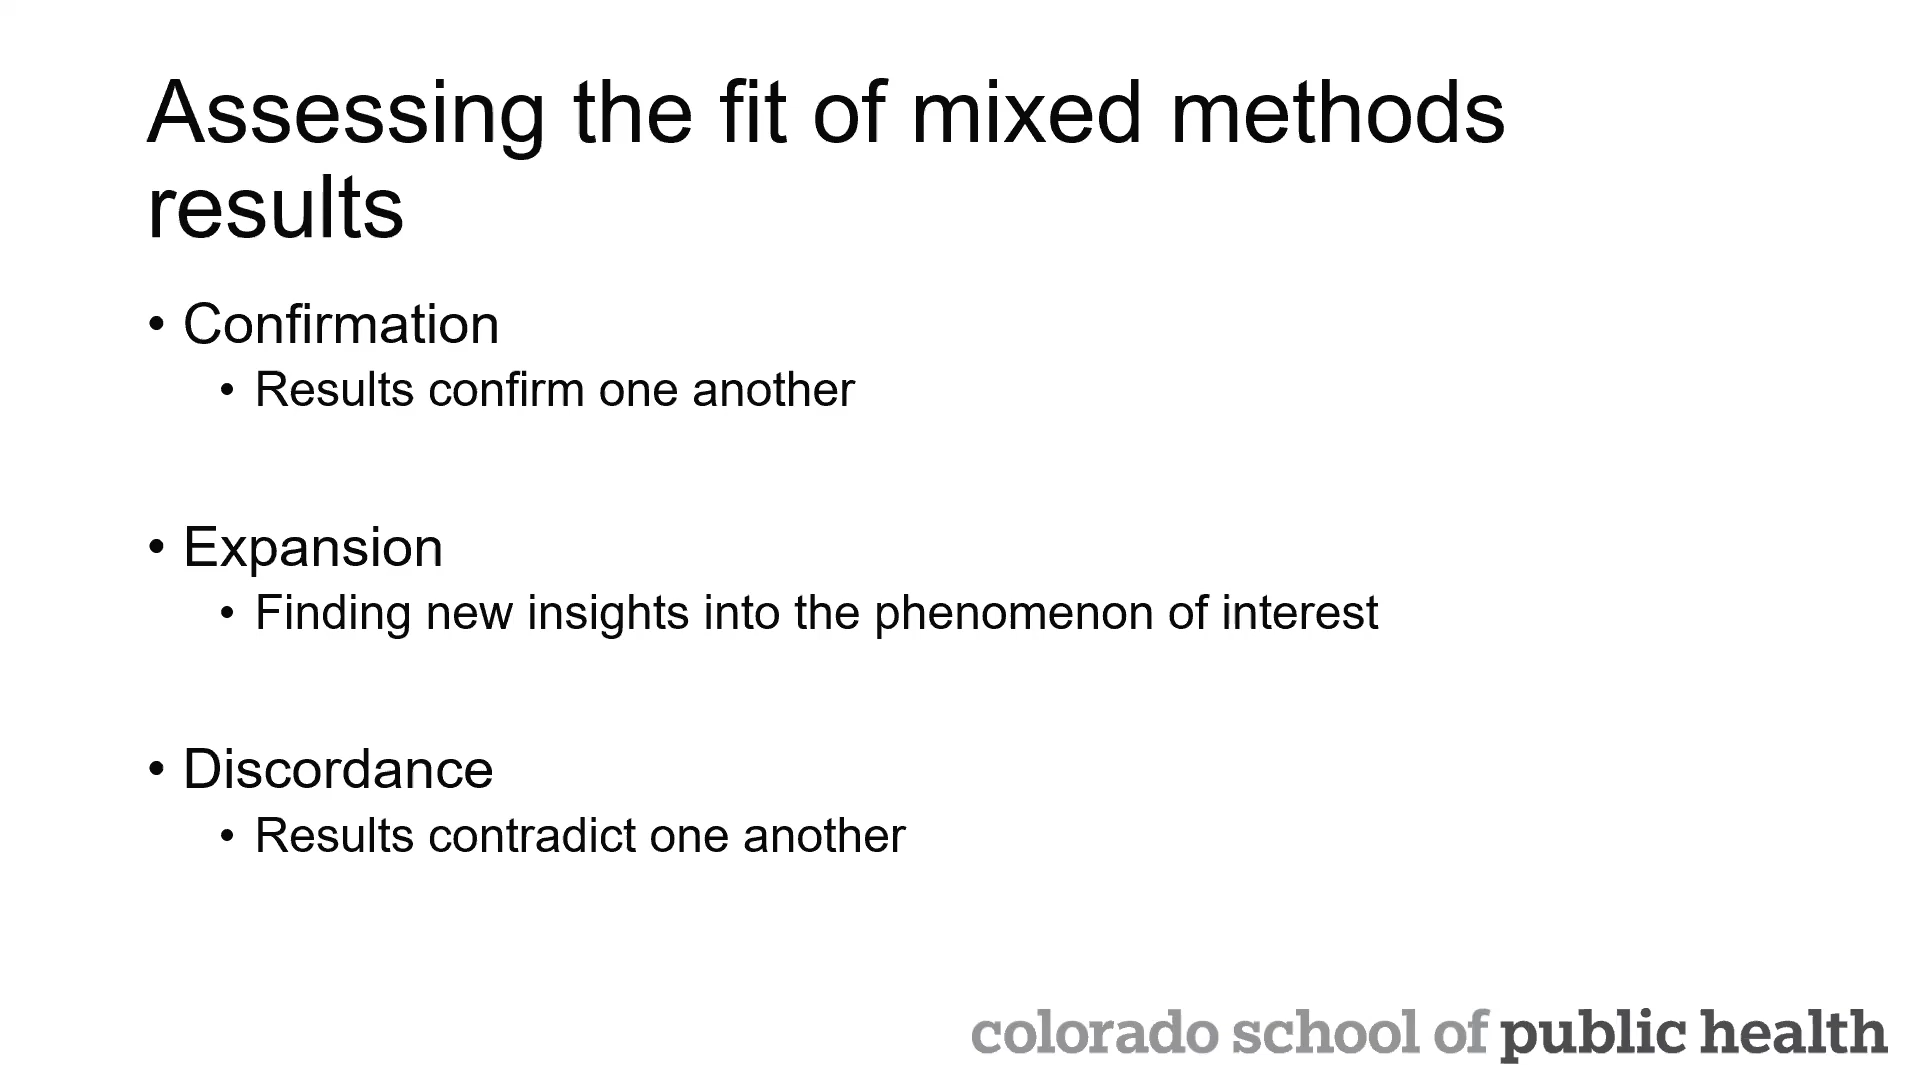 Assessing the fit of mixed methods
results
• Confirmation
• Results confirm one another
• Expansion
• Finding new insights into the phenomenon of interest
• Discordance
• Results contradict one another
colorado school of public health